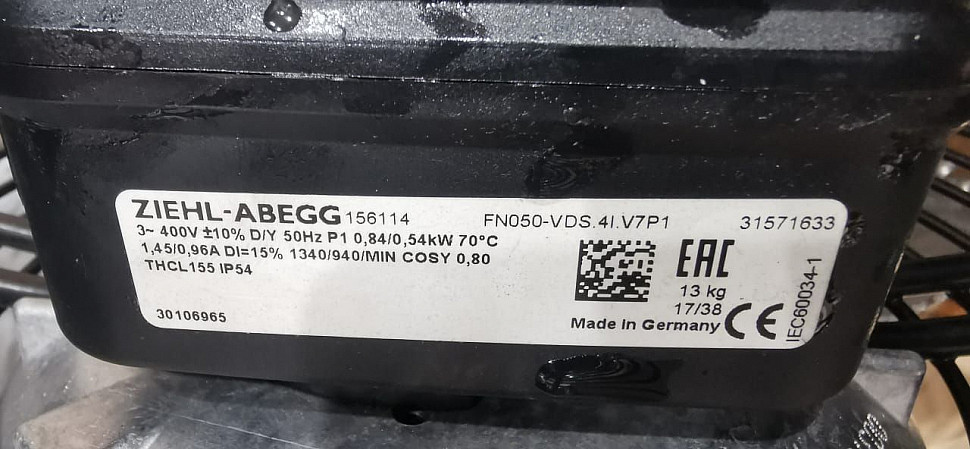 ZIEHL-ABEGG 156114 FN050-VDS.4I.V7P1 31571633
3~ 400V ±10% D/Y 50Hz P1 0,84/0,54kW 70°C
1,45/0,96A DI=15% 1340/940/MIN COSY 0,80
THCL155 IP54
EAC
13 kg
17/38
30106965
Made in Germany CE
IEC60034-1